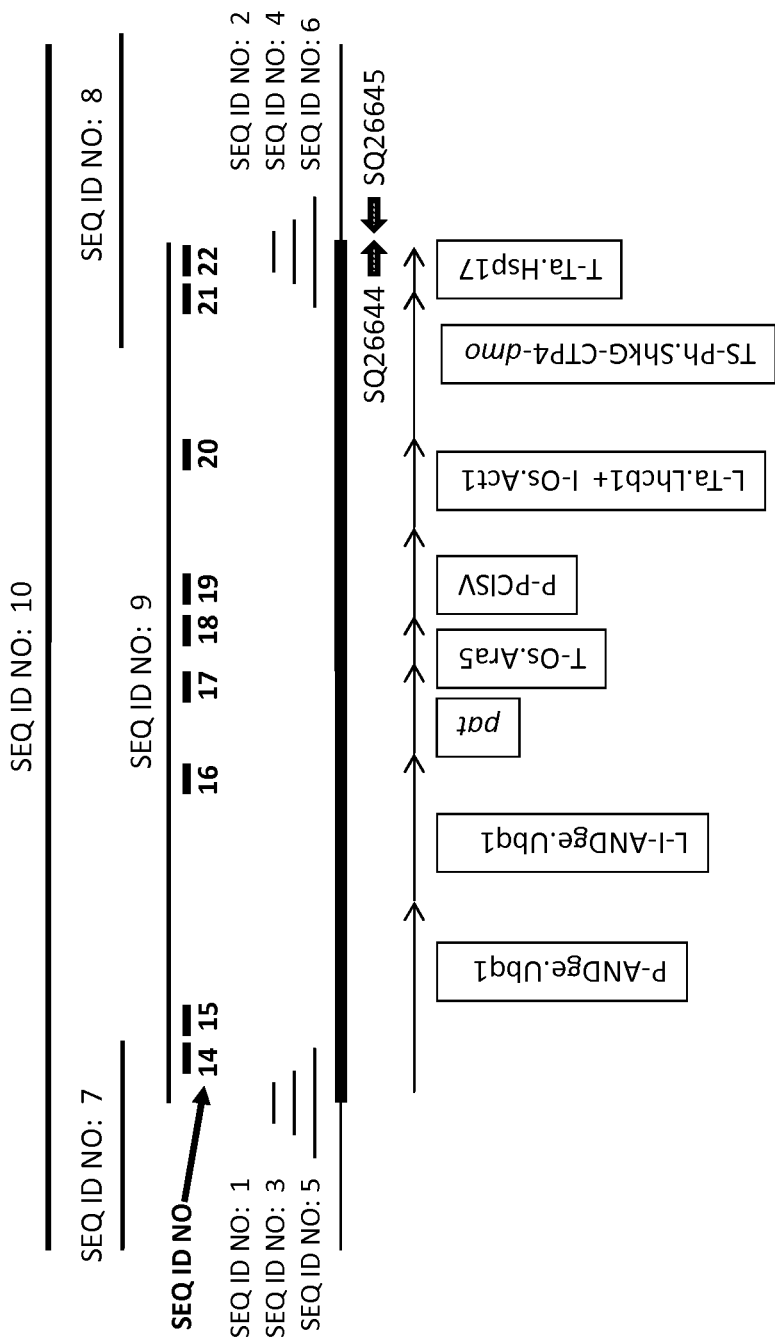 SEQ ID NO: 10
SEQ ID NO: 7
SEQ ID NO: 8
SEQ ID NO: 9
SEQ ID NO
14
15
16
17
18
19
20
21
22
SEQ ID NO: 1
SEQ ID NO: 3
SEQ ID NO: 5
SEQ ID NO: 2
SEQ ID NO: 4
SEQ ID NO: 6
SQ26644
SQ26645
P-ANDge.Ubq1
L-I-ANDge.Ubq1
pat
T-Os.Ara5
P-PClSV
L-Ta.Lhcb1+ I-Os.Act1
TS-Ph.ShkG-CTP4-dmo
T-Ta.Hsp17